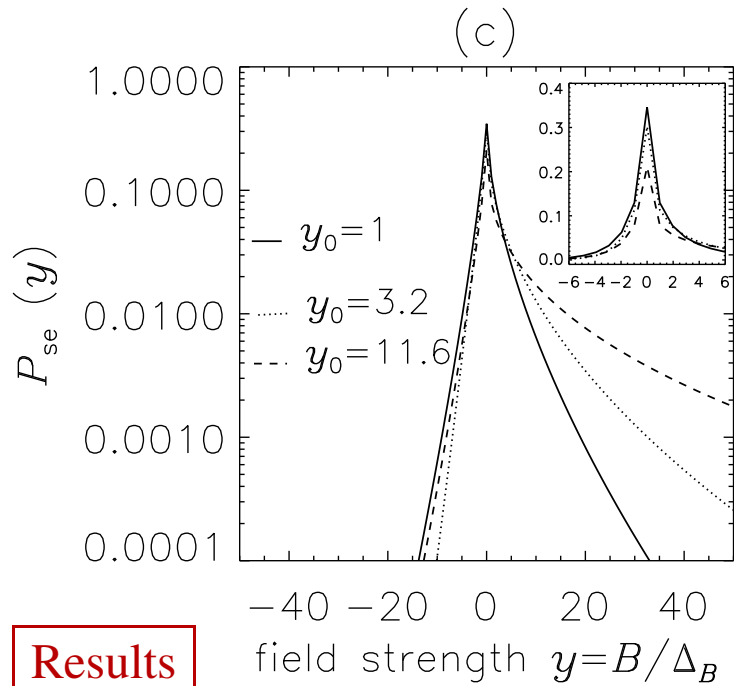 (c)
1.0000
0.1000
0.0100
0.0010
0.0001
P_se (y)
y_0=1
y_0=3.2
y_0=11.6
0.4
0.3
0.2
0.1
0.0
−6 −4 −2 0 2 4 6
−40 −20 0 20 40
field strength y=B/Δ_B
Results